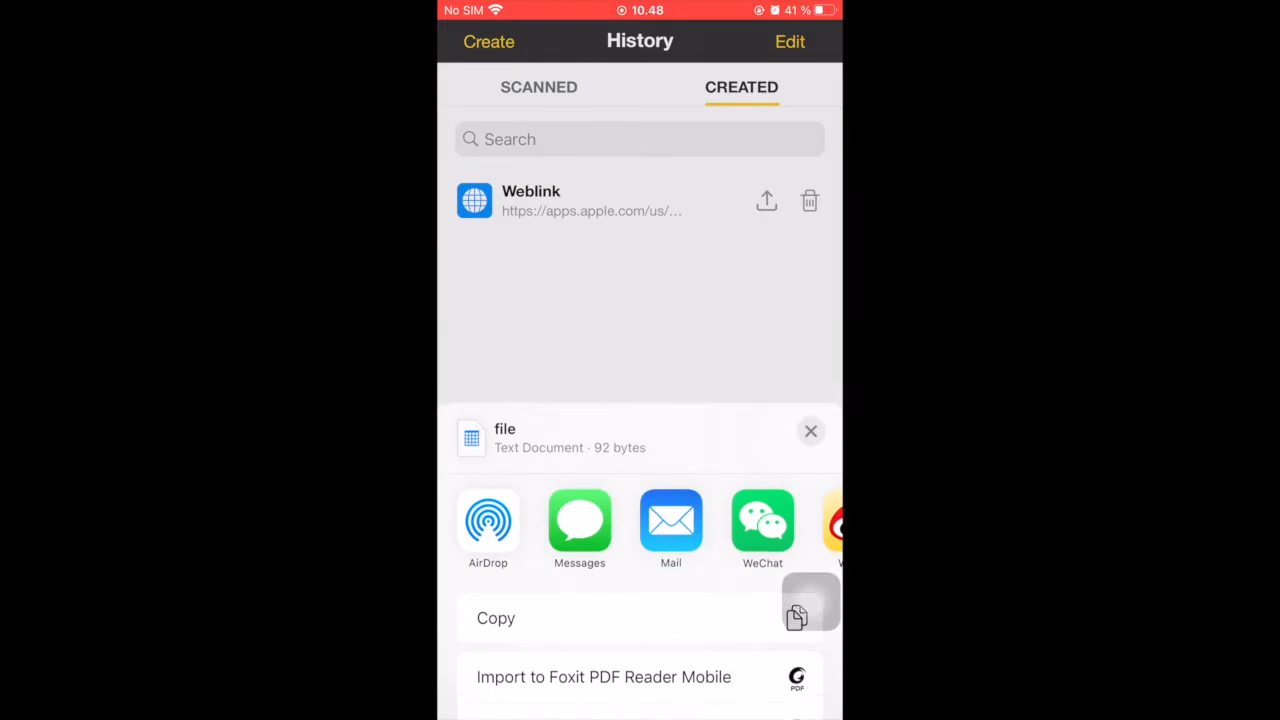 No SIM 10.48 41 %
Create History Edit
SCANNED CREATED
Search
Weblink
https://apps.apple.com/us/...
file
Text Document · 92 bytes
AirDrop Messages Mail WeChat
Copy
Import to Foxit PDF Reader Mobile
PDF